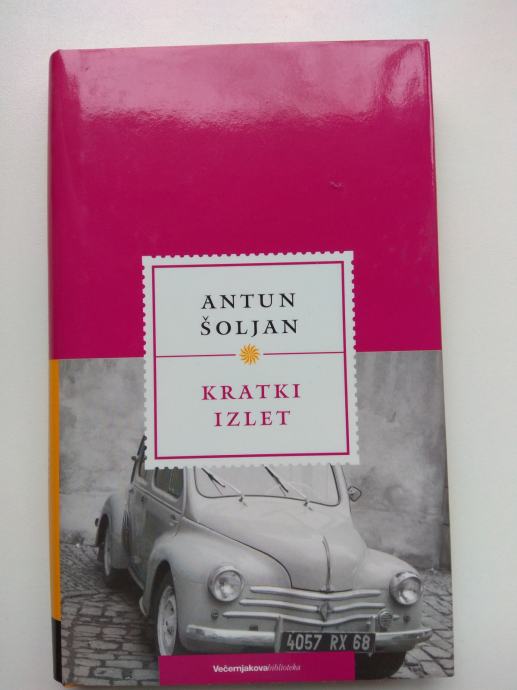 ANTUN
ŠOLJAN
KRATKI
IZLET
4057 RX 68
Večernjakovabiblioteka